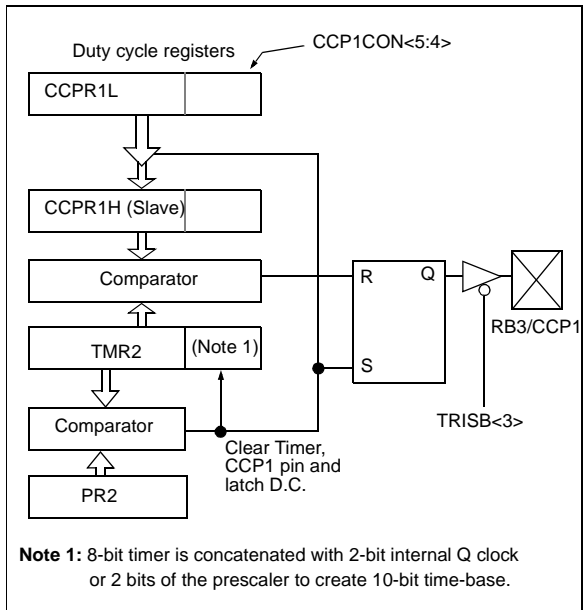 Duty cycle registers
CCP1CON<5:4>
CCPR1L
CCPR1H (Slave)
Comparator
R
Q
RB3/CCP1
TMR2
(Note 1)
S
TRISB<3>
Comparator
Clear Timer,
CCP1 pin and
latch D.C.
PR2
Note 1: 8-bit timer is concatenated with 2-bit internal Q clock
or 2 bits of the prescaler to create 10-bit time-base.